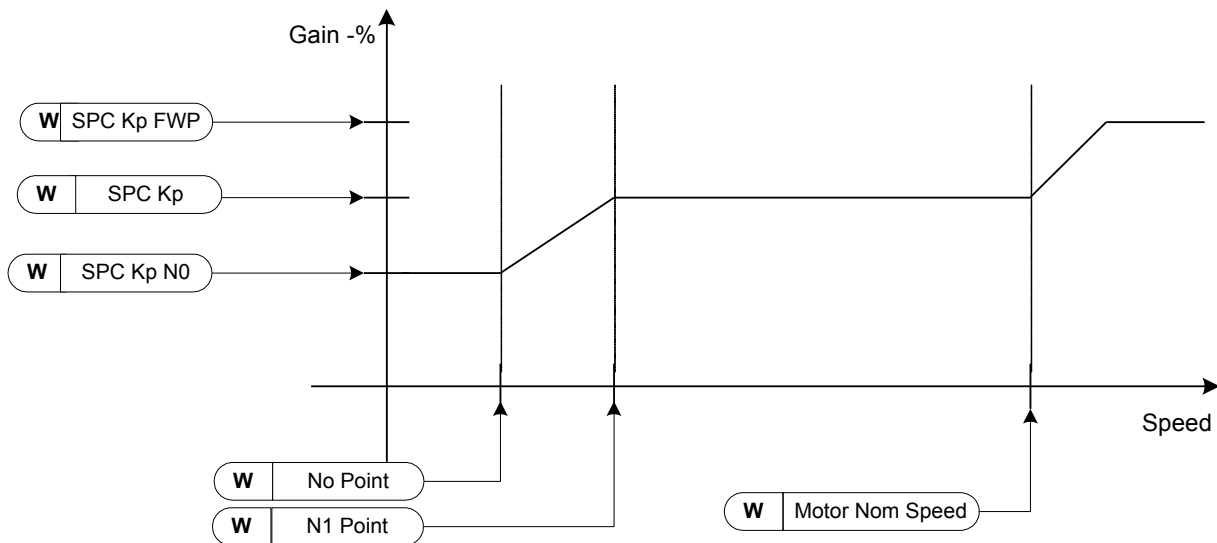 Gain -%
W SPC Kp FWP
W SPC Kp
W SPC Kp N0
Speed
W No Point
W Motor Nom Speed
W N1 Point